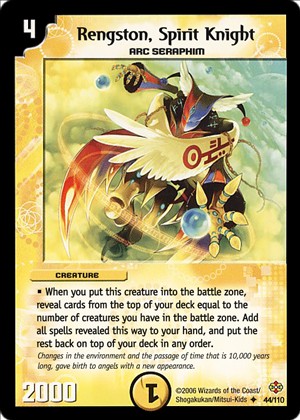 4
Rengston, Spirit Knight
ARC SERAPHIM
CREATURE
■ When you put this creature into the battle zone,
reveal cards from the top of your deck equal to the
number of creatures you have in the battle zone. Add
all spells revealed this way to your hand, and put the
rest back on top of your deck in any order.
Changes in the environment and the passage of time that is 10,000 years
long, gave birth to angels with a new appearance.
2000
1
©2006 Wizards of the Coast/
Shogakukan/Mitsui-Kids ✦ 44/110